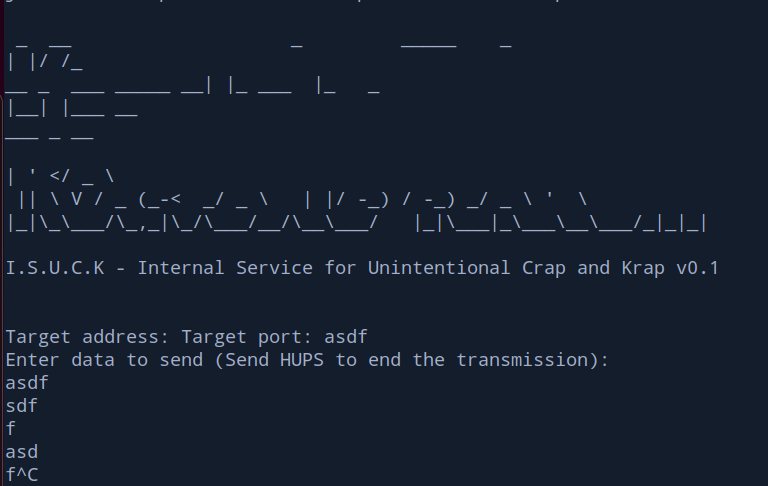 _  __                    _         _____    _
| |/ /_
__ _  ___ _____ __| |_ ___  |_   _
|__| |___ __
___ _ __

| ' </ _ \
 || \ V / _ (_-<  _/ _ \   | |/ -_) / -_) _/ _ \ '  \
|_|\_\___/\_,_|\_/\___/__/\__\___/   |_|\___|_\___\__\___/_|_|_|

I.S.U.C.K - Internal Service for Unintentional Crap and Krap v0.1

Target address: Target port: asdf
Enter data to send (Send HUPS to end the transmission):
asdf
sdf
f
asd
f^C